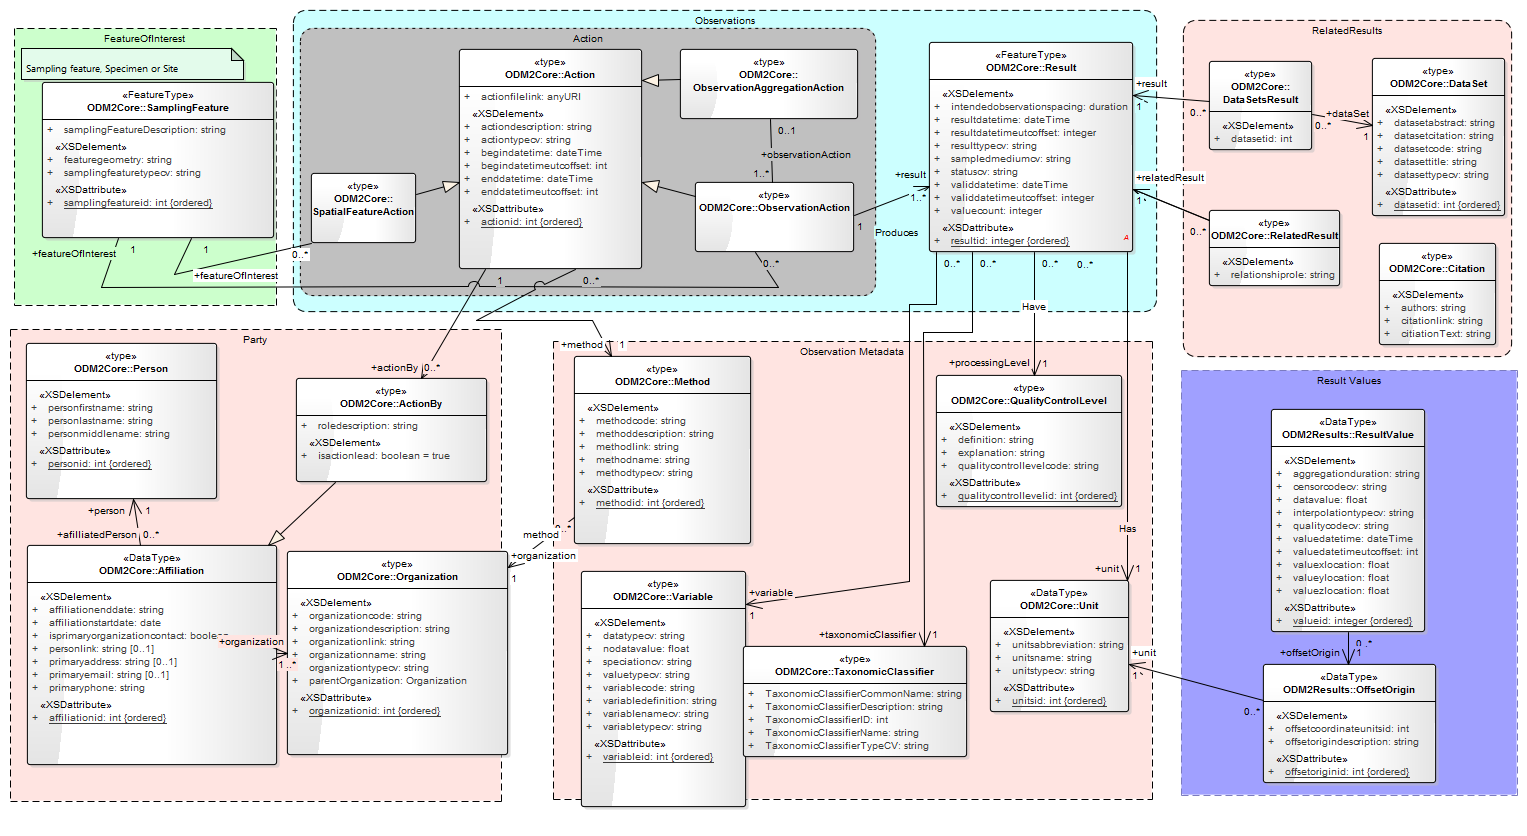 FeatureOfInterest
Sampling feature, Specimen or Site
«FeatureType»
ODM2Core::SamplingFeature
+ samplingFeatureDescription: string
«XSDelement»
+ featuregeometry: string
+ samplingfeaturetypecv: string
«XSDattribute»
+ samplingfeatureid: int {ordered}
+featureOfInterest
1
1
+featureOfInterest
0..*
Observations
Action
«type»
ODM2Core::Action
+ actionfilelink: anyURI
«XSDelement»
+ actiondescription: string
+ actiontypecv: string
+ begindatetime: dateTime
+ begindatetimeutcoffset: int
+ enddatetime: dateTime
+ enddatetimeutcoffset: int
«XSDattribute»
+ actionid: int {ordered}
«type»
ODM2Core::
ObservationAggregationAction
0..1
+observationAction
1..*
«type»
ODM2Core::
SpatialFeatureAction
«type»
ODM2Core::ObservationAction
0..*
1
0..*
+result
1..*
1
Produces
«FeatureType»
ODM2Core::Result
«XSDelement»
+ intendedobservationspacing: duration
+ resultdatetime: dateTime
+ resultdatetimeutcoffset: integer
+ resulttypecv: string
+ sampledmediumcv: string
+ statuscv: string
+ validdatetime: dateTime
+ validdatetimeutcoffset: integer
+ valuecount: integer
«XSDattribute»
+ resultid: integer {ordered}
A
0..*
0..*
0..*
0..*
Have
RelatedResults
+result
1
0..*
«type»
ODM2Core::
DataSetsResult
«XSDelement»
+ datasetid: int
+dataSet
0..*
1
«type»
ODM2Core::DataSet
«XSDelement»
+ datasetabstract: string
+ datasetcitation: string
+ datasetcode: string
+ datasettitle: string
+ datasettypecv: string
«XSDattribute»
+ datasetid: int {ordered}
+relatedResult
1
0..*
«type»
ODM2Core::RelatedResult
«XSDelement»
+ relationshiprole: string
«type»
ODM2Core::Citation
«XSDelement»
+ authors: string
+ citationlink: string
+ citiationText: string
Party
«type»
ODM2Core::Person
«XSDelement»
+ personfirstname: string
+ personlastname: string
+ personmiddlename: string
«XSDattribute»
+ personid: int {ordered}
+person
1
+afilliatedPerson
0..*
+actionBy
0..*
«type»
ODM2Core::ActionBy
+ roledescription: string
«XSDelement»
+ isactionlead: boolean = true
«DataType»
ODM2Core::Affiliation
«XSDelement»
+ affiliationenddate: string
+ affiliationstartdate: date
+ isprimaryorganizationcontact: boolean
+ personlink: string [0..1]
+ primaryaddress: string [0..1]
+ primaryemail: string [0..1]
+ primaryphone: string
«XSDattribute»
+ affiliationid: int {ordered}
+organization
1..*
«type»
ODM2Core::Organization
«XSDelement»
+ organizationcode: string
+ organizationdescription: string
+ organizationlink: string
+ organizationname: string
+ organizationtypecv: string
+ parentOrganization: Organization
«XSDattribute»
+ organizationid: int {ordered}
method
0..*
+organization
1
Observation Metadata
+method
1
«type»
ODM2Core::Method
«XSDelement»
+ methodcode: string
+ methoddescription: string
+ methodlink: string
+ methodname: string
+ methodtypecv: string
«XSDattribute»
+ methodid: int {ordered}
+processingLevel
1
«type»
ODM2Core::QualityControlLevel
«XSDelement»
+ definition: string
+ explanation: string
+ qualitycontrollevelcode: string
«XSDattribute»
+ qualitycontrollevelid: int {ordered}
Has
«type»
ODM2Core::Variable
«XSDelement»
+ datatypecv: string
+ nodatavalue: float
+ speciationcv: string
+ valuetypecv: string
+ variablecode: string
+ variabledefinition: string
+ variablenamecv: string
+ variabletypecv: string
«XSDattribute»
+ variableid: int {ordered}
+variable
1
+taxonomicClassifier
1
«type»
ODM2Core::TaxonomicClassifier
+ TaxonomicClassifierCommonName: string
+ TaxonomicClassifierDescription: string
+ TaxonomicClassifierID: int
+ TaxonomicClassifierName: string
+ TaxonomicClassifierTypeCV: string
+unit
1
«DataType»
ODM2Core::Unit
«XSDelement»
+ unitsabbreviation: string
+ unitsname: string
+ unitstypecv: string
«XSDattribute»
+ unitsid: int {ordered}
+unit
1
0..*
Result Values
«DataType»
ODM2Results::ResultValue
«XSDelement»
+ aggregationduration: string
+ censorcodecv: string
+ datavalue: float
+ interpolationtypecv: string
+ qualitycodecv: string
+ valuedatetime: dateTime
+ valuedatetimeutcoffset: int
+ valuexlocation: float
+ valueylocation: float
+ valuezlocation: float
«XSDattribute»
+ valueid: integer {ordered}
0..*
+offsetOrigin
1
«DataType»
ODM2Results::OffsetOrigin
«XSDelement»
+ offsetcoordinateunitsid: int
+ offsetorigindescription: string
«XSDattribute»
+ offsetoriginid: int {ordered}